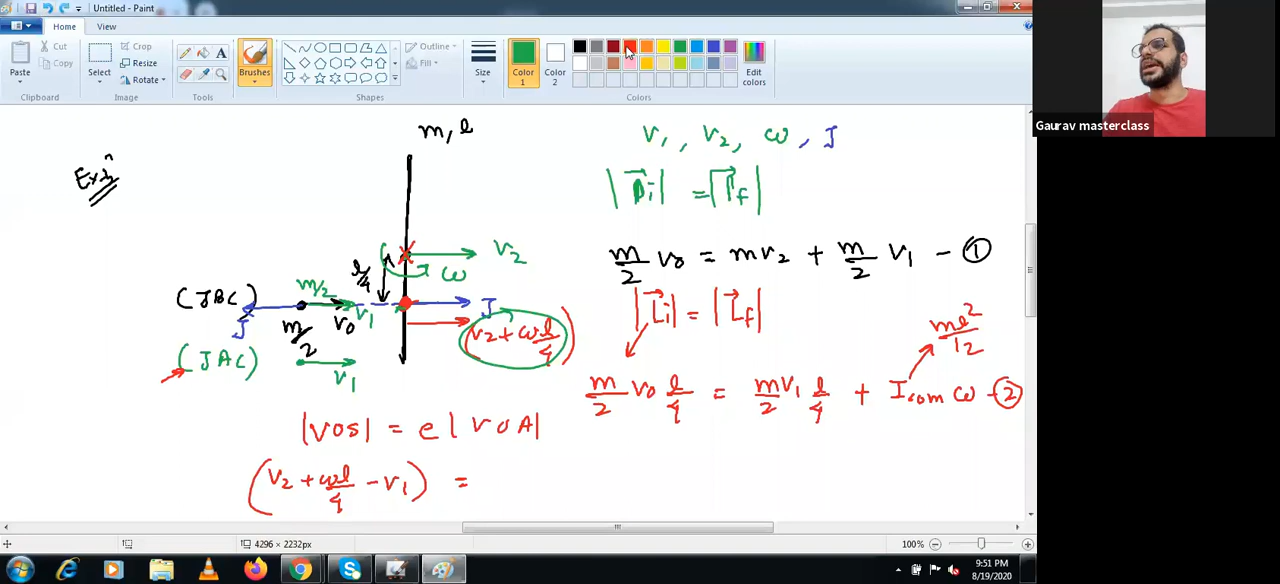 Untitled - Paint
Home View
Paste
Cut
Copy
Clipboard
Select
Crop
Resize
Rotate
Image
Tools
Brushes
Shapes
Outline
Fill
Size
Color 1
Color 2
Edit colors
Colors
Gaurav masterclass
m, l
v₁, v₂, ω, J
|P⃗i| = |P⃗f|
v₂
l/4
ω
m/2 v₀ = mv₂ + m/2 v₁ - ①
(JBC)
m/2
J
m/2
v₀
v₁
J
(v₂ + ωl/4)
|L⃗i| = |L⃗f|
ml²/12
(JAC)
v₁
m/2 v₀ l/4 = mv₁/2 l/4 + Icom ω - ②
|VOS| = e|VOA|
(v₂ + ωl/4 - v₁) =
4296 × 2232px
100%
9:51 PM
8/19/2020